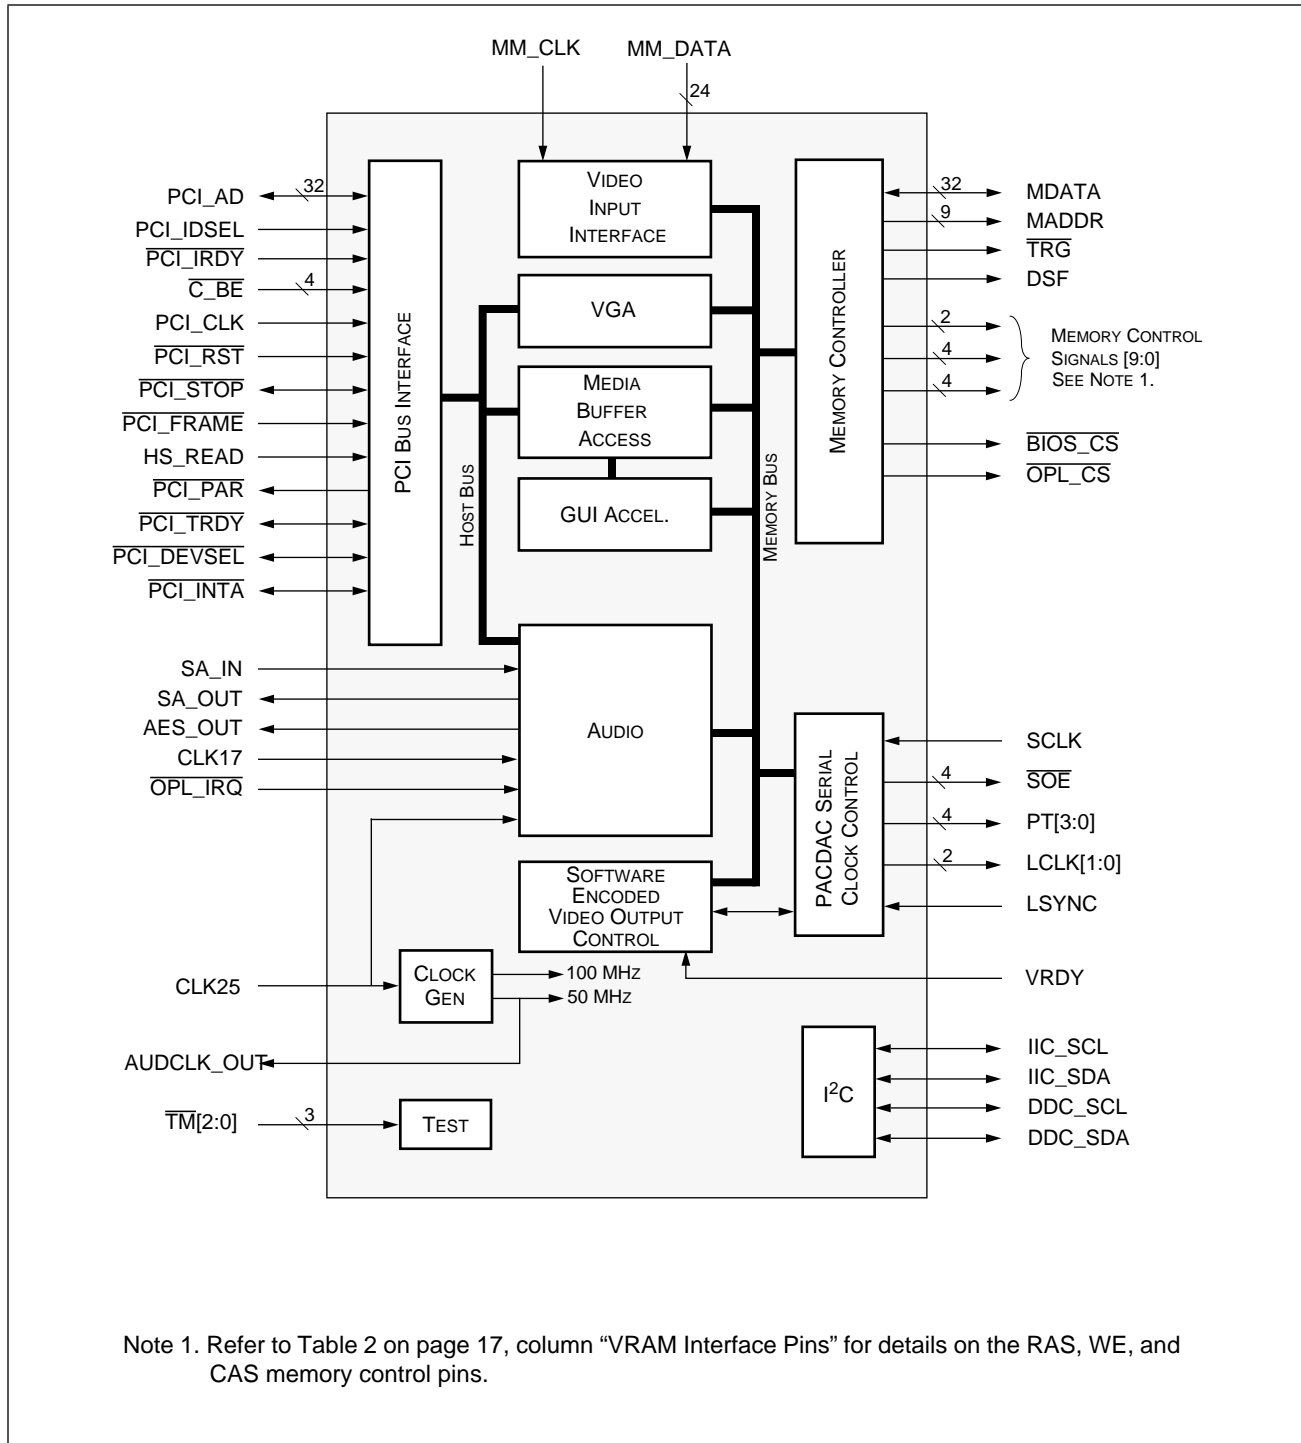 MM_CLK
MM_DATA
24
PCI_AD
32
PCI_IDSEL
PCI_IRDY
C_BE
4
PCI_CLK
PCI_RST
PCI_STOP
PCI_FRAME
HS_READ
PCI_PAR
PCI_TRDY
PCI_DEVSEL
PCI_INTA
PCI BUS INTERFACE
HOST BUS
VIDEO
INPUT
INTERFACE
VGA
MEDIA
BUFFER
ACCESS
GUI ACCEL.
MEMORY BUS
MEMORY CONTROLLER
32
MDATA
9
MADDR
TRG
DSF
2
4
4
MEMORY CONTROL
SIGNALS [9:0]
SEE NOTE 1.
BIOS_CS
OPL_CS
SA_IN
SA_OUT
AES_OUT
CLK17
OPL_IRQ
AUDIO
PACDAC SERIAL
CLOCK CONTROL
SCLK
4
SOE
4
PT[3:0]
2
LCLK[1:0]
LSYNC
SOFTWARE
ENCODED
VIDEO OUTPUT
CONTROL
VRDY
CLK25
CLOCK
GEN
100 MHZ
50 MHZ
AUDCLK_OUT
TM[2:0]
3
TEST
I²C
IIC_SCL
IIC_SDA
DDC_SCL
DDC_SDA
Note 1. Refer to Table 2 on page 17, column “VRAM Interface Pins” for details on the RAS, WE, and
CAS memory control pins.